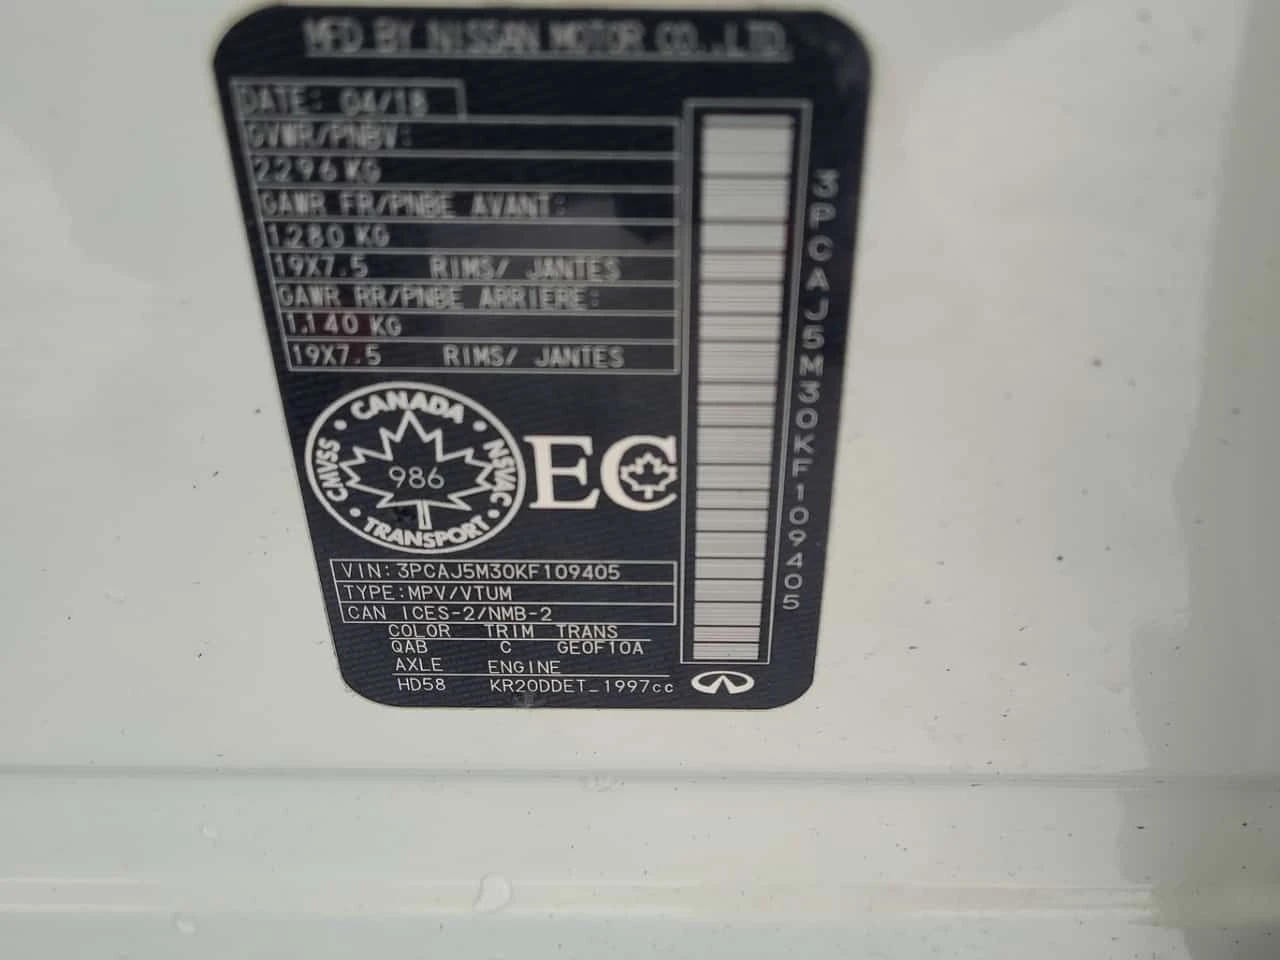 MFD BY NISSAN MOTOR CO.,LTD.
DATE: 04/18
GVWR/PNBV:
2296 KG
GAWR FR/PNBE AVANT:
1280 KG
19X7.5 RIMS/ JANTES
GAWR RR/PNBE ARRIERE:
1140 KG
19X7.5 RIMS/ JANTES
CANADA
CMVSS 986 NSVAC
TRANSPORT
EC
VIN: 3PCAJ5M30KF109405
TYPE: MPV/VTUM
CAN ICES-2/NMB-2
COLOR TRIM TRANS
QAB C GE0F10A
AXLE ENGINE
HD58 KR20DDET_1997cc
3PCAJ5M30KF109405